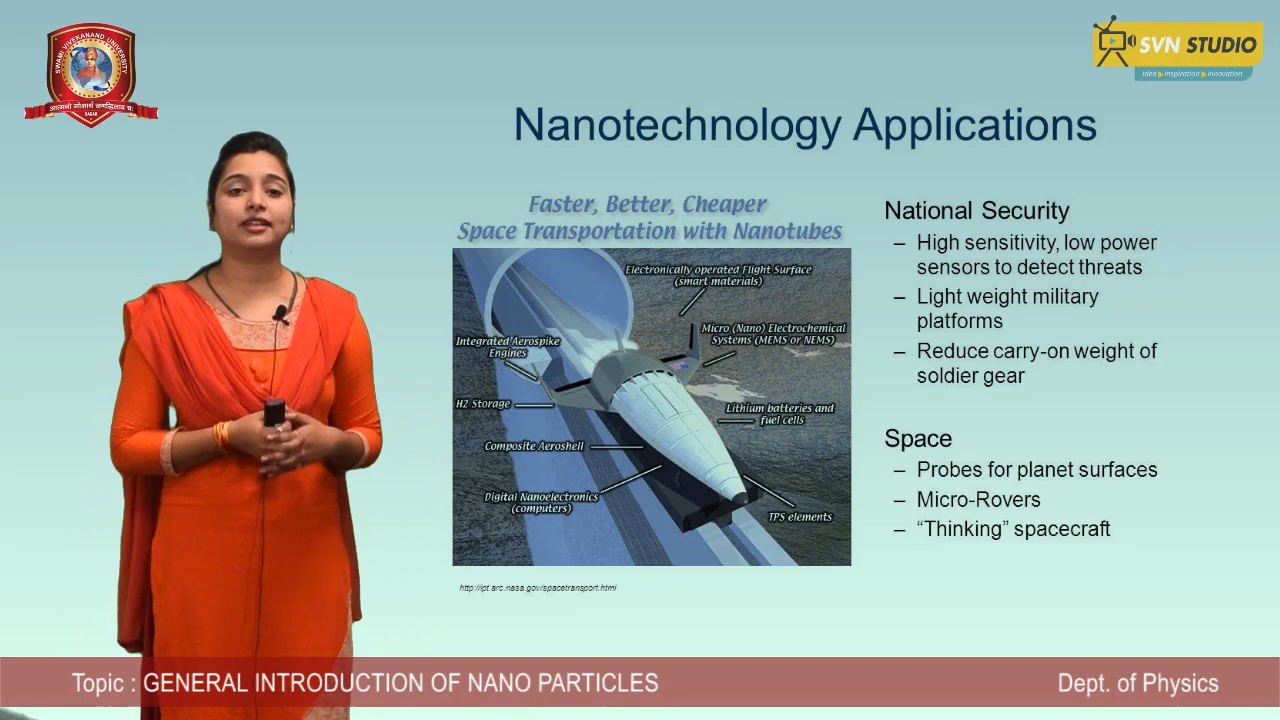 SWAMI VIVEKANAND UNIVERSITY
SAGAR
SVN STUDIO
idea inspiration innovation
Nanotechnology Applications
Faster, Better, Cheaper
Space Transportation with Nanotubes
Electronically operated Flight Surface
(smart materials)
Micro (Nano) Electrochemical
Systems (MEMS or NEMS)
Integrated Aerospike
Engines
H2 Storage
Lithium batteries and
fuel cells
Composite Aeroshell
Digital Nanoelectronics
(computers)
TPS elements
http://ipt.arc.nasa.gov/spacetransport.html
National Security
– High sensitivity, low power
sensors to detect threats
– Light weight military
platforms
– Reduce carry-on weight of
soldier gear
Space
– Probes for planet surfaces
– Micro-Rovers
– “Thinking” spacecraft
Topic : GENERAL INTRODUCTION OF NANO PARTICLES
Dept. of Physics